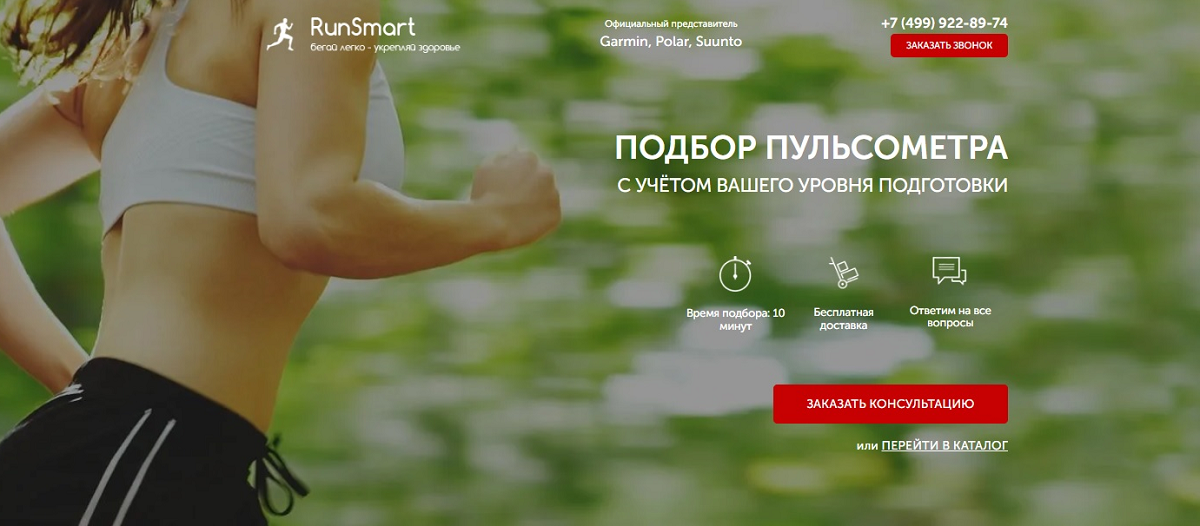 RunSmart
бегай легко - укрепляй здоровье
Официальный представитель
Garmin, Polar, Suunto
+7 (499) 922-89-74
ЗАКАЗАТЬ ЗВОНОК
ПОДБОР ПУЛЬСОМЕТРА
С УЧЁТОМ ВАШЕГО УРОВНЯ ПОДГОТОВКИ
Время подбора: 10
минут
Бесплатная
доставка
Ответим на все
вопросы
ЗАКАЗАТЬ КОНСУЛЬТАЦИЮ
или ПЕРЕЙТИ В КАТАЛОГ